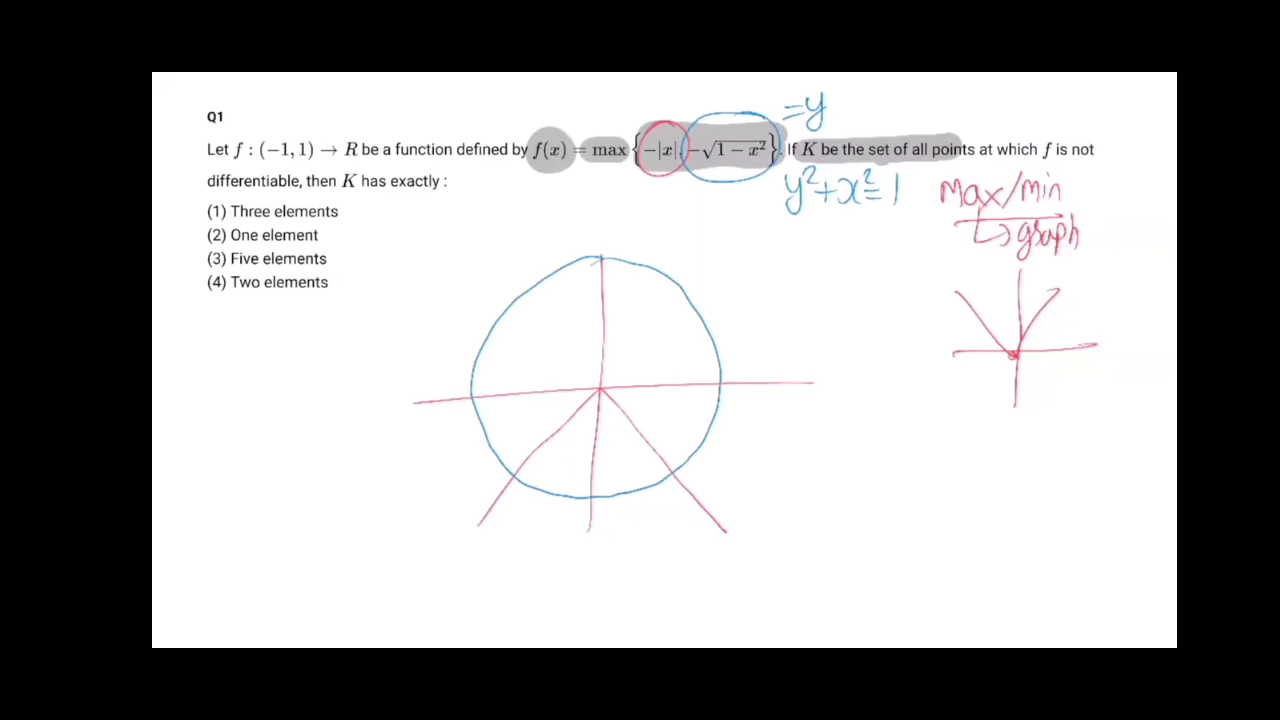 Q1
= y
Let f : (−1, 1) → R be a function defined by f(x) = max {−|x|, −√1 − x²}. If K be the set of all points at which f is not
differentiable, then K has exactly :
y² + x² = 1
Max/min
↳ graph
(1) Three elements
(2) One element
(3) Five elements
(4) Two elements